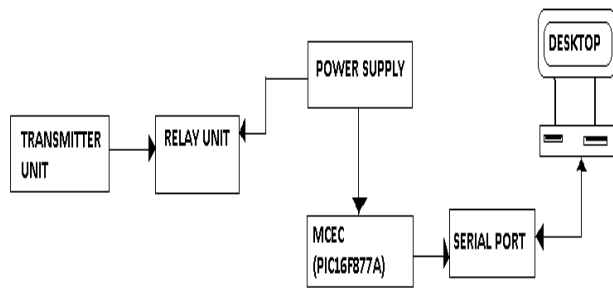 DESKTOP
POWER SUPPLY
TRANSMITTER
UNIT
RELAY UNIT
MCEC
(PIC16F877A)
SERIAL PORT